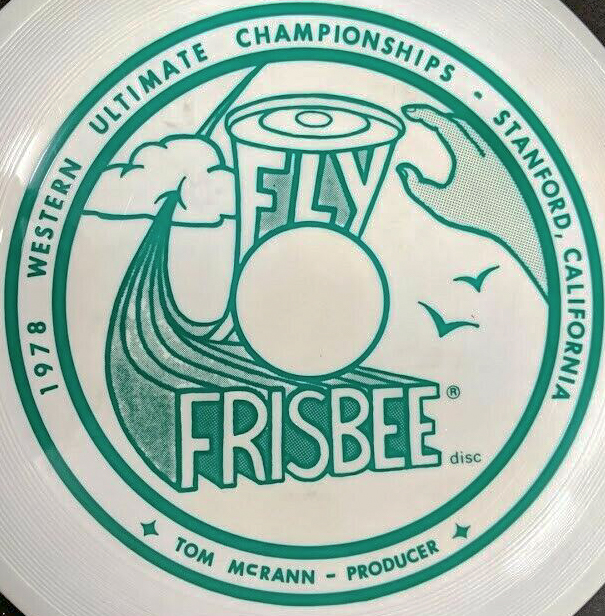 1978 WESTERN ULTIMATE CHAMPIONSHIPS - STANFORD, CALIFORNIA
FLY
FRISBEE®
disc
TOM McRANN - PRODUCER